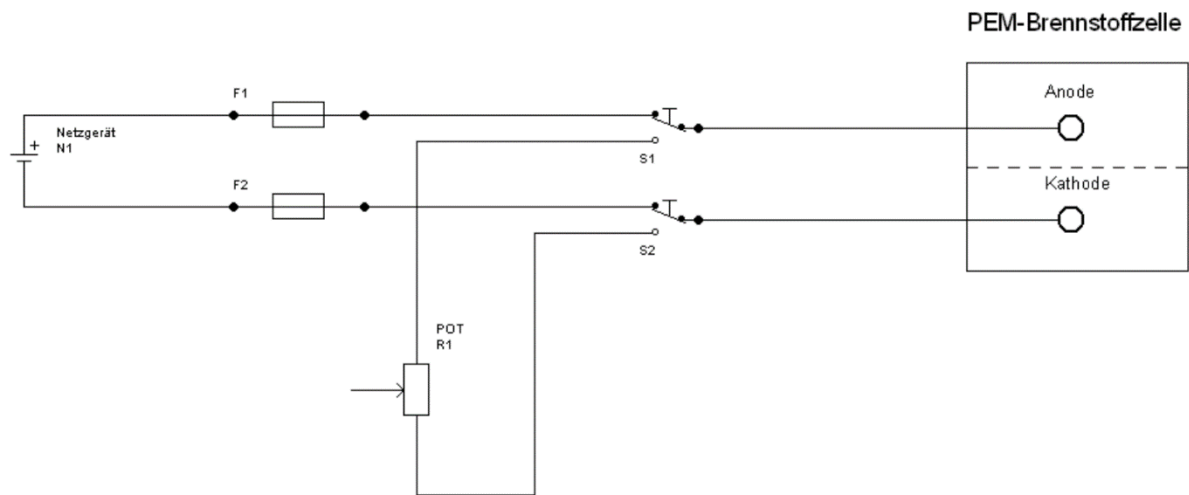 PEM-Brennstoffzelle
F1
Anode
Netzgerät
N1
+
S1
F2
Kathode
S2
POT
R1